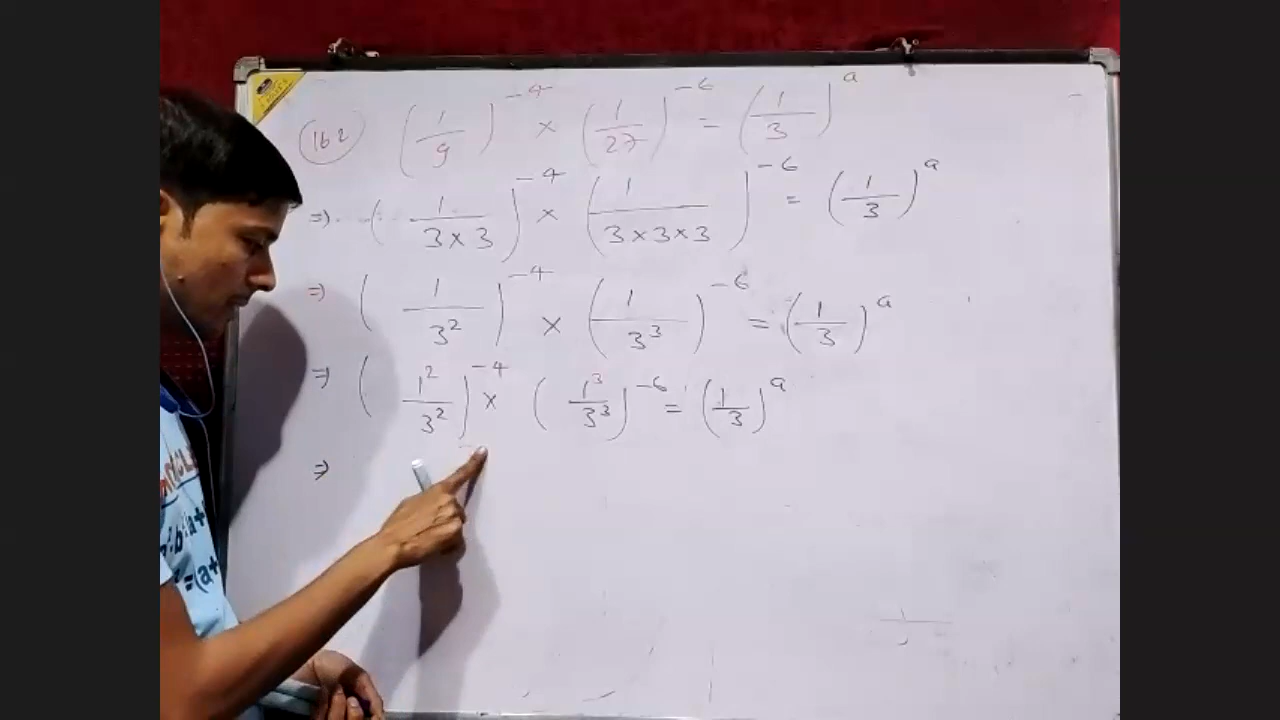 162 (1/9)^-4 × (1/27)^-6 = (1/3)^a
⇒ (1/3×3)^-4 × (1/3×3×3)^-6 = (1/3)^a
⇒ (1/3²)^-4 × (1/3³)^-6 = (1/3)^a
⇒ (1²/3²)^-4 × (1³/3³)^-6 = (1/3)^a
⇒